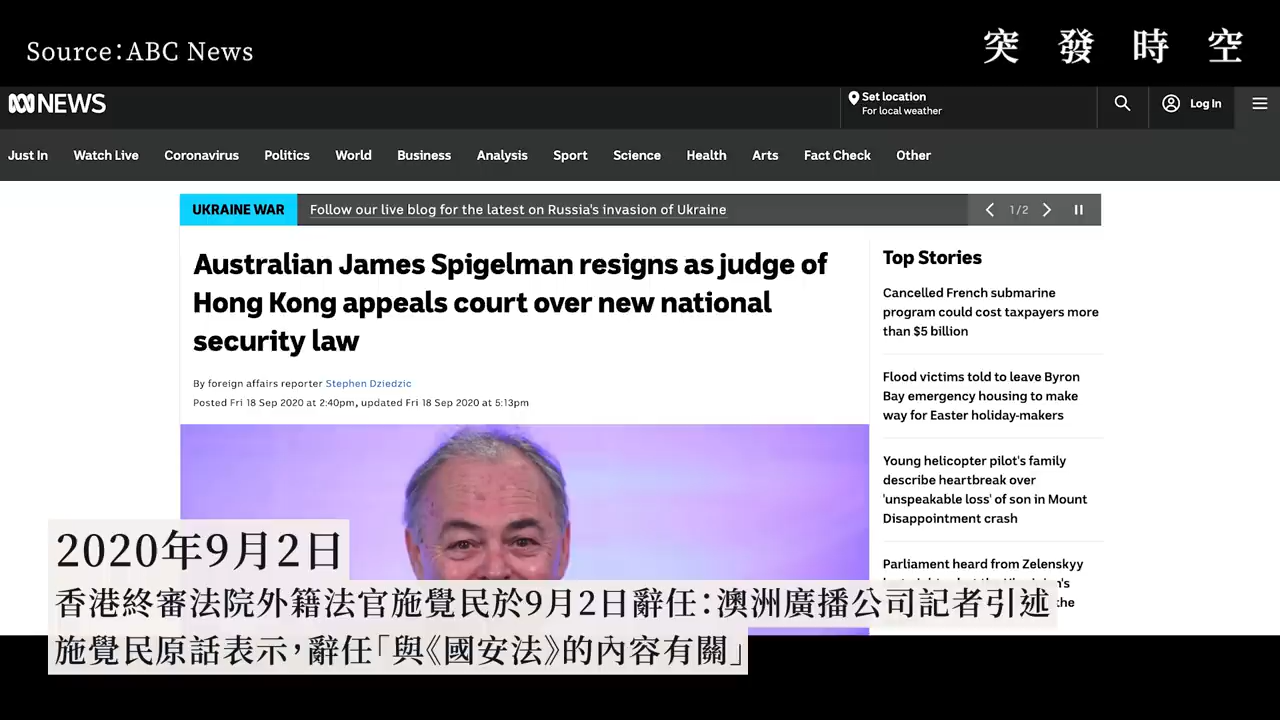 Source：ABC News
突發時空
NEWS
Set location
For local weather
Log In
Just In Watch Live Coronavirus Politics World Business Analysis Sport Science Health Arts Fact Check Other
UKRAINE WAR Follow our live blog for the latest on Russia's invasion of Ukraine 1/2
Australian James Spigelman resigns as judge of
Hong Kong appeals court over new national
security law
By foreign affairs reporter Stephen Dziedzic
Posted Fri 18 Sep 2020 at 2:40pm, updated Fri 18 Sep 2020 at 5:13pm
Top Stories
Cancelled French submarine
program could cost taxpayers more
than $5 billion
Flood victims told to leave Byron
Bay emergency housing to make
way for Easter holiday-makers
Young helicopter pilot's family
describe heartbreak over
'unspeakable loss' of son in Mount
Disappointment crash
Parliament heard from Zelenskyy
the
2020年9月2日
香港終審法院外籍法官施覺民於9月2日辭任：澳洲廣播公司記者引述
施覺民原話表示，辭任「與《國安法》的內容有關」